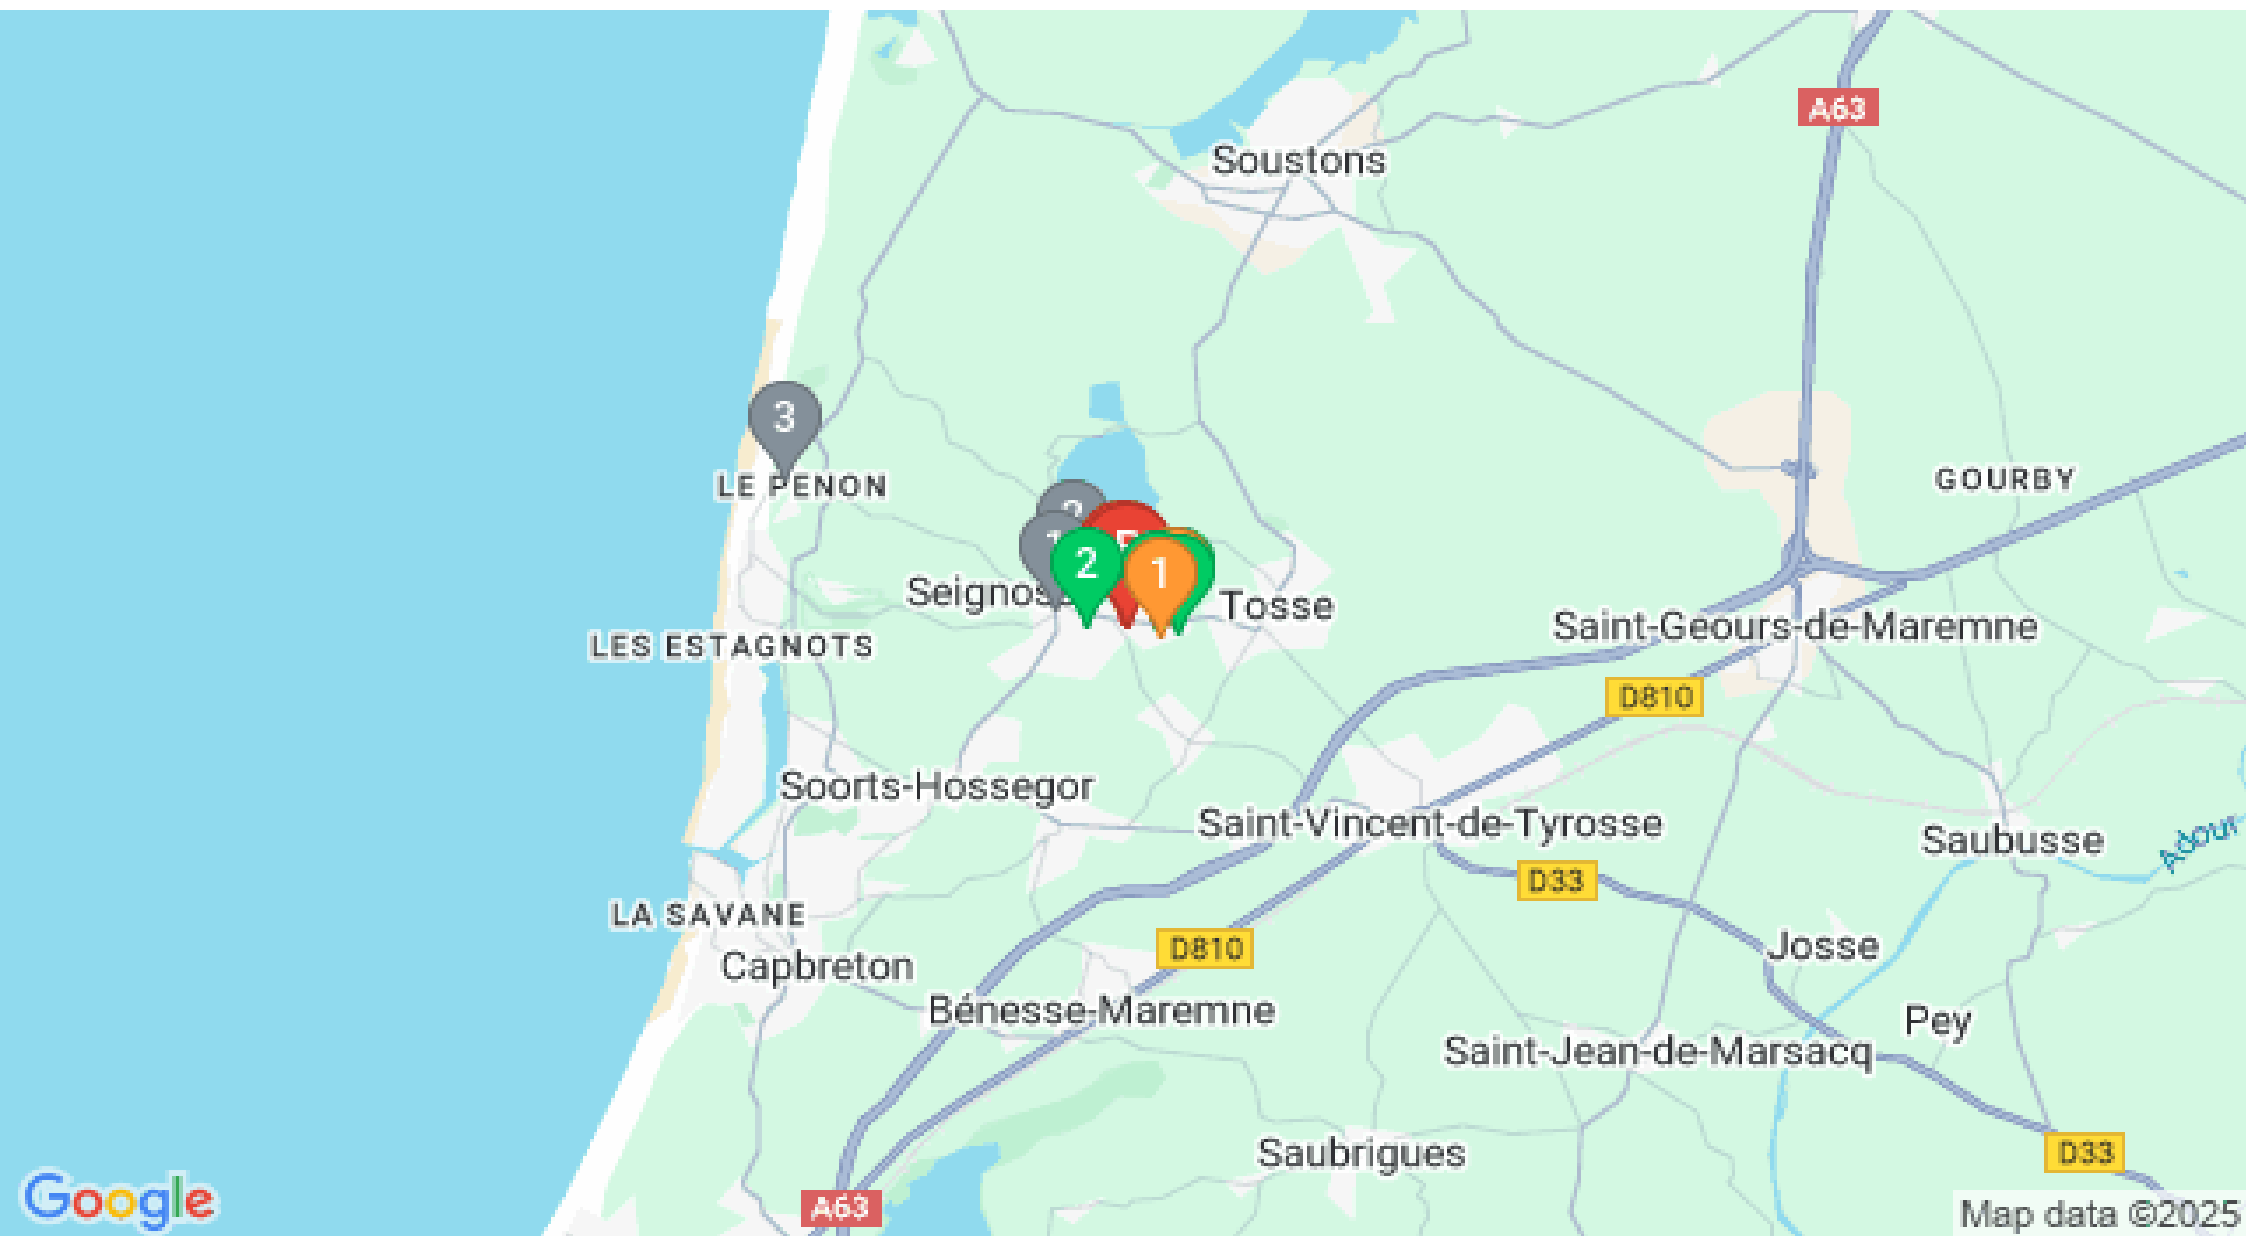 A63
Soustons
3
LE PENON
GOURBY
2
1
2
1
Seignos
Tosse
Saint-Geours-de-Maremne
LES ESTAGNOTS
D810
Soorts-Hossegor
Saint-Vincent-de-Tyrosse
Saubusse
Adour
D33
LA SAVANE
D810
Josse
Capbreton
Bénesse-Maremne
Pey
Saint-Jean-de-Marsacq
Saubrigues
D33
Google
A63
Map data ©2025